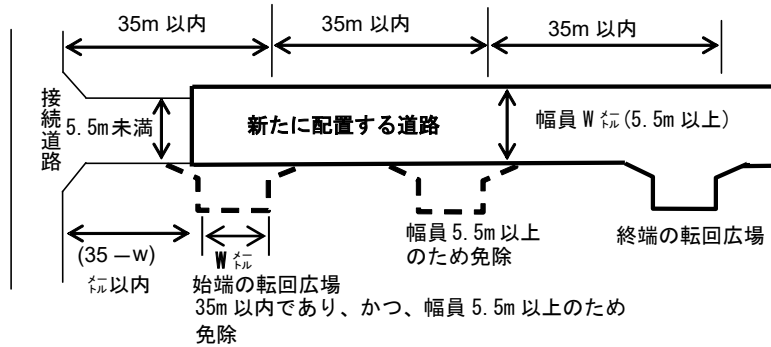 35m 以内
35m 以内
35m 以内
接続道路
5.5m未満
新たに配置する道路
幅員 W㍍(5.5m 以上)
(35 －w)
㍍以内
W㍍
始端の転回広場
35m 以内であり、かつ、幅員 5.5m 以上のため
免除
幅員 5.5m 以上
のため免除
終端の転回広場